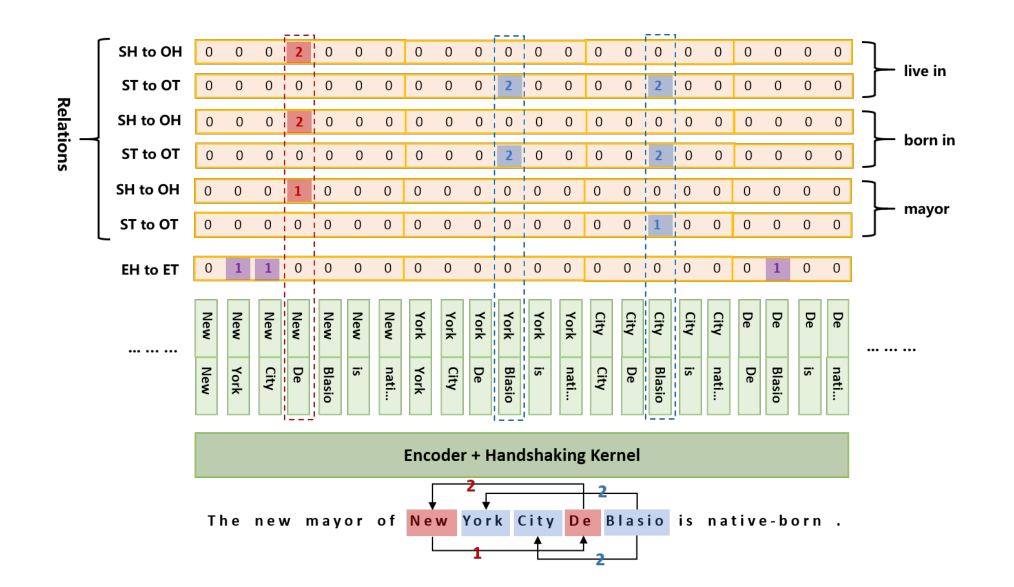 SH to OH 0 0 0 2 0 0 0 0 0 0 0 0 0 0 0 0 0 0 0 0 0 0
live in
ST to OT 0 0 0 0 0 0 0 0 0 0 2 0 0 0 0 2 0 0 0 0 0 0
Relations
SH to OH 0 0 0 2 0 0 0 0 0 0 0 0 0 0 0 0 0 0 0 0 0 0
born in
ST to OT 0 0 0 0 0 0 0 0 0 0 2 0 0 0 0 2 0 0 0 0 0 0
SH to OH 0 0 0 1 0 0 0 0 0 0 0 0 0 0 0 0 0 0 0 0 0 0
mayor
ST to OT 0 0 0 0 0 0 0 0 0 0 0 0 0 0 0 1 0 0 0 0 0 0
EH to ET 0 1 1 0 0 0 0 0 0 0 0 0 0 0 0 0 0 0 0 1 0 0
... ... ... New New New New New New New York York York York York York City City City City City De De De De ... ... ...
New York City De Blasio is nati... York City De Blasio is nati... City De Blasio is nati... De Blasio is nati...
Encoder + Handshaking Kernel
2 2
The new mayor of New York City De Blasio is native-born .
1 2